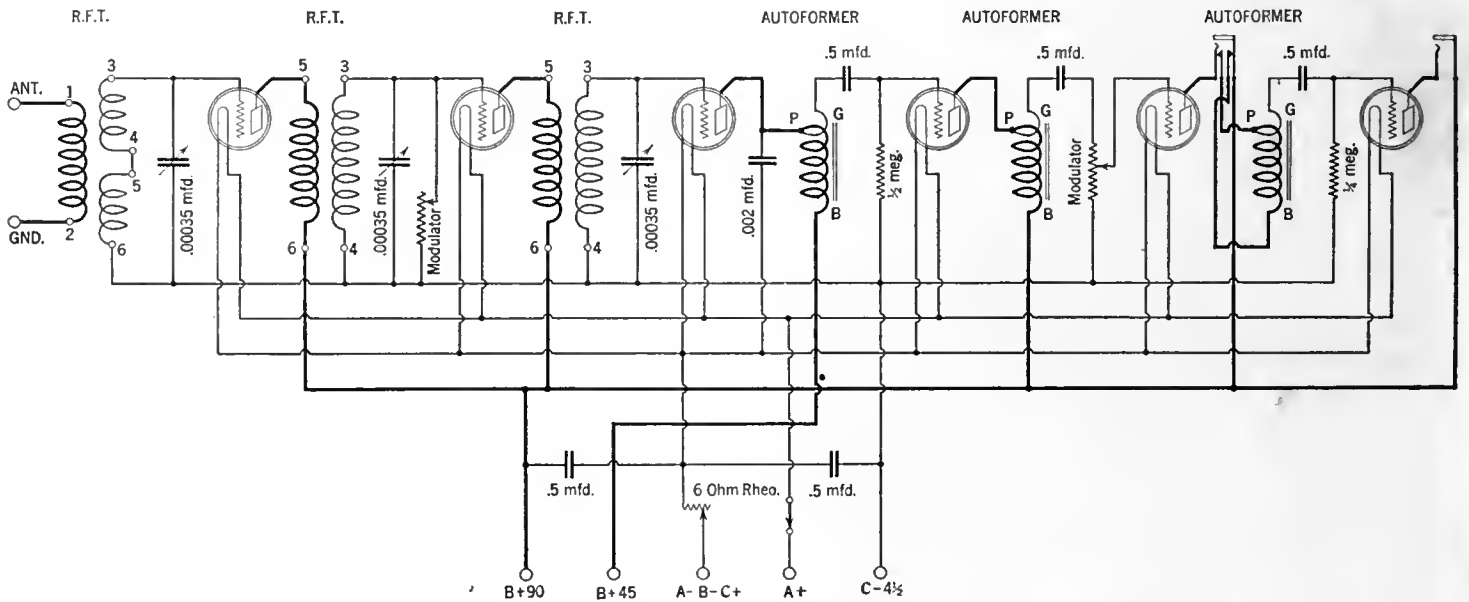 R.F.T. R.F.T. R.F.T. AUTOFORMER AUTOFORMER AUTOFORMER
.5 mfd. .5 mfd. .5 mfd.
3 5 3 5 3
ANT. 1
P G P G P G
4
5
.00035 mfd. .00035 mfd. Modulator .00035 mfd. .002 mfd. ½ meg. Modulator ¼ meg.
B B B
GND. 2
6 6 4 6 4
.5 mfd. 6 Ohm Rheo. .5 mfd.
B+90 B+45 A- B- C+ A+ C-4½